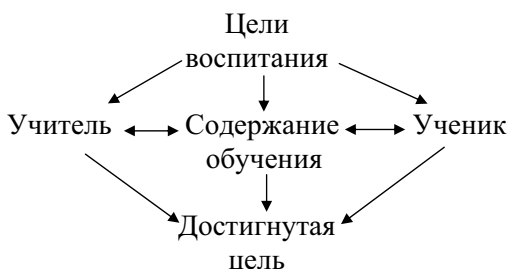 Цели
воспитания
Учитель Содержание Ученик
обучения
Достигнутая
цель